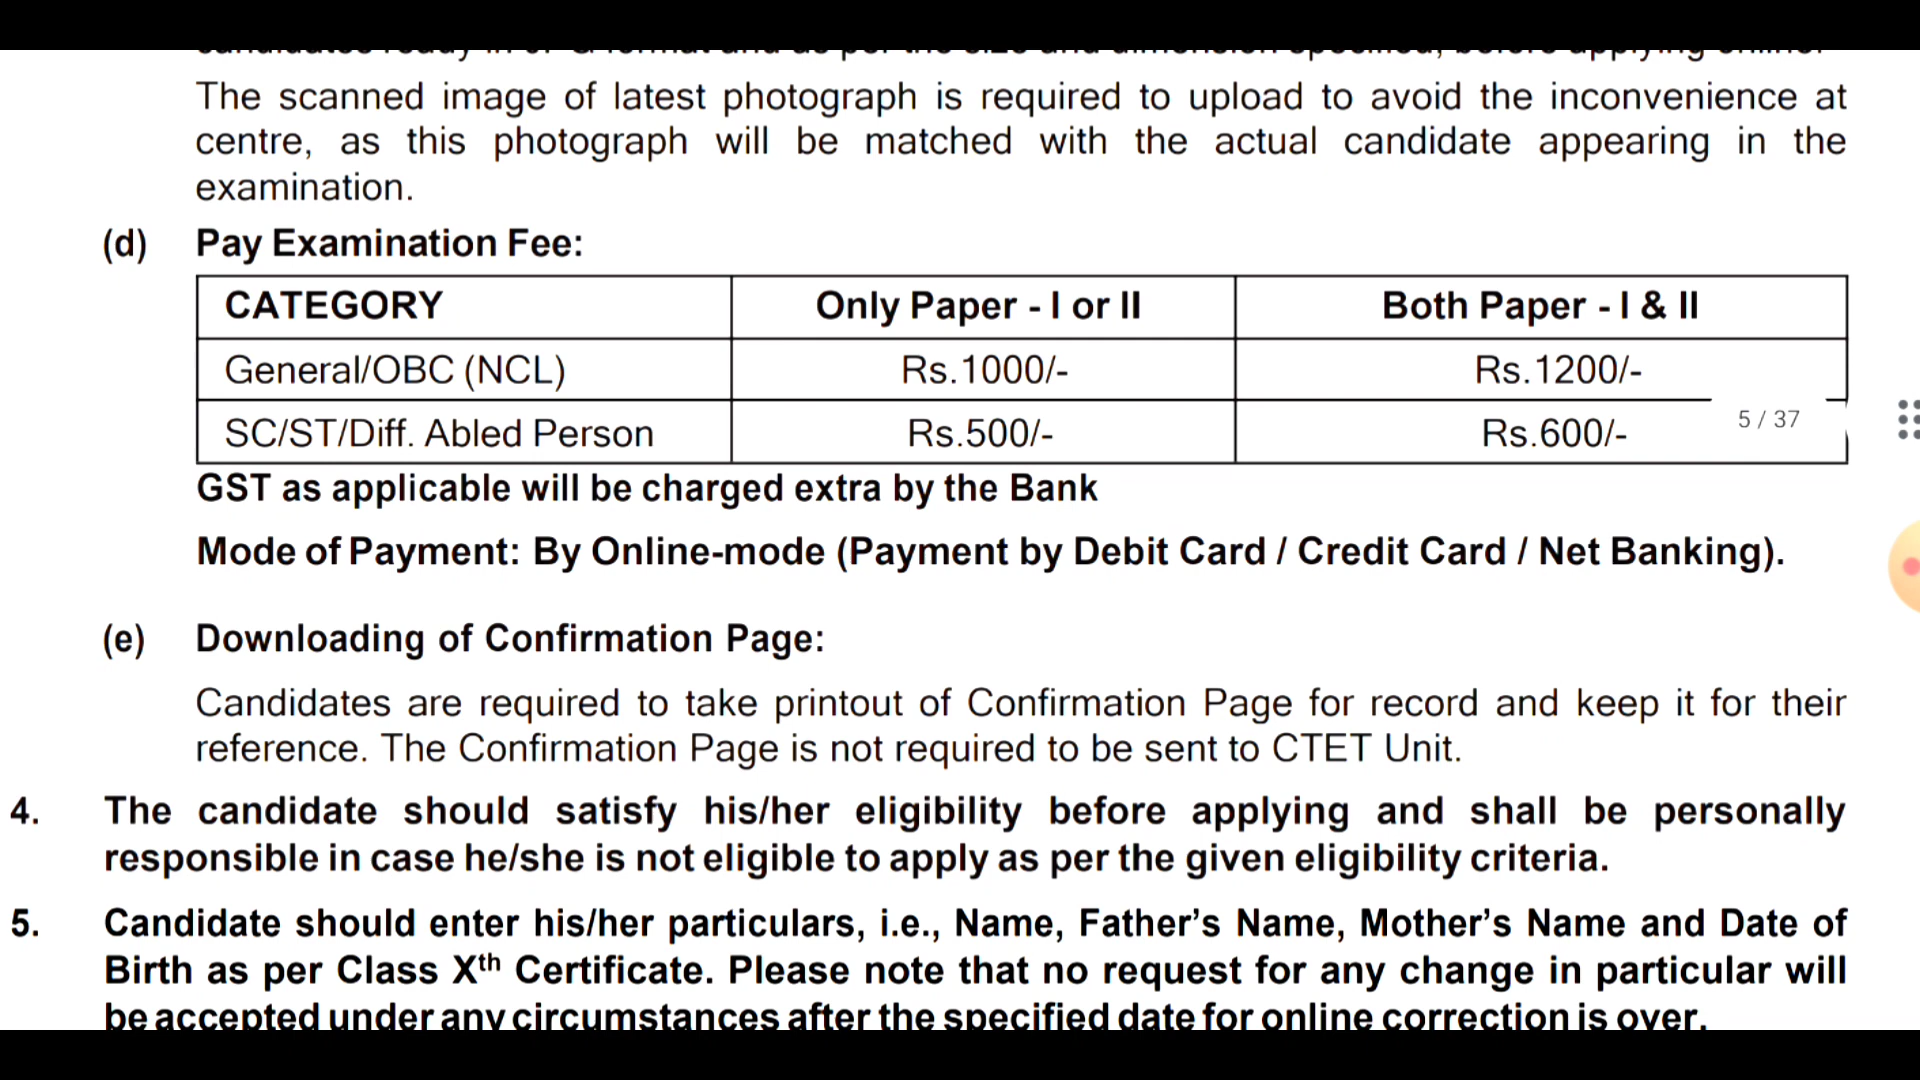 The scanned image of latest photograph is required to upload to avoid the inconvenience at
centre, as this photograph will be matched with the actual candidate appearing in the
examination.
(d) Pay Examination Fee:
CATEGORY Only Paper - I or II Both Paper - I & II
General/OBC (NCL) Rs.1000/- Rs.1200/-
SC/ST/Diff. Abled Person Rs.500/- Rs.600/-
5 / 37
GST as applicable will be charged extra by the Bank
Mode of Payment: By Online-mode (Payment by Debit Card / Credit Card / Net Banking).
(e) Downloading of Confirmation Page:
Candidates are required to take printout of Confirmation Page for record and keep it for their
reference. The Confirmation Page is not required to be sent to CTET Unit.
4. The candidate should satisfy his/her eligibility before applying and shall be personally
responsible in case he/she is not eligible to apply as per the given eligibility criteria.
5. Candidate should enter his/her particulars, i.e., Name, Father's Name, Mother's Name and Date of
Birth as per Class Xth Certificate. Please note that no request for any change in particular will
be accepted under any circumstances after the specified date for online correction is over.